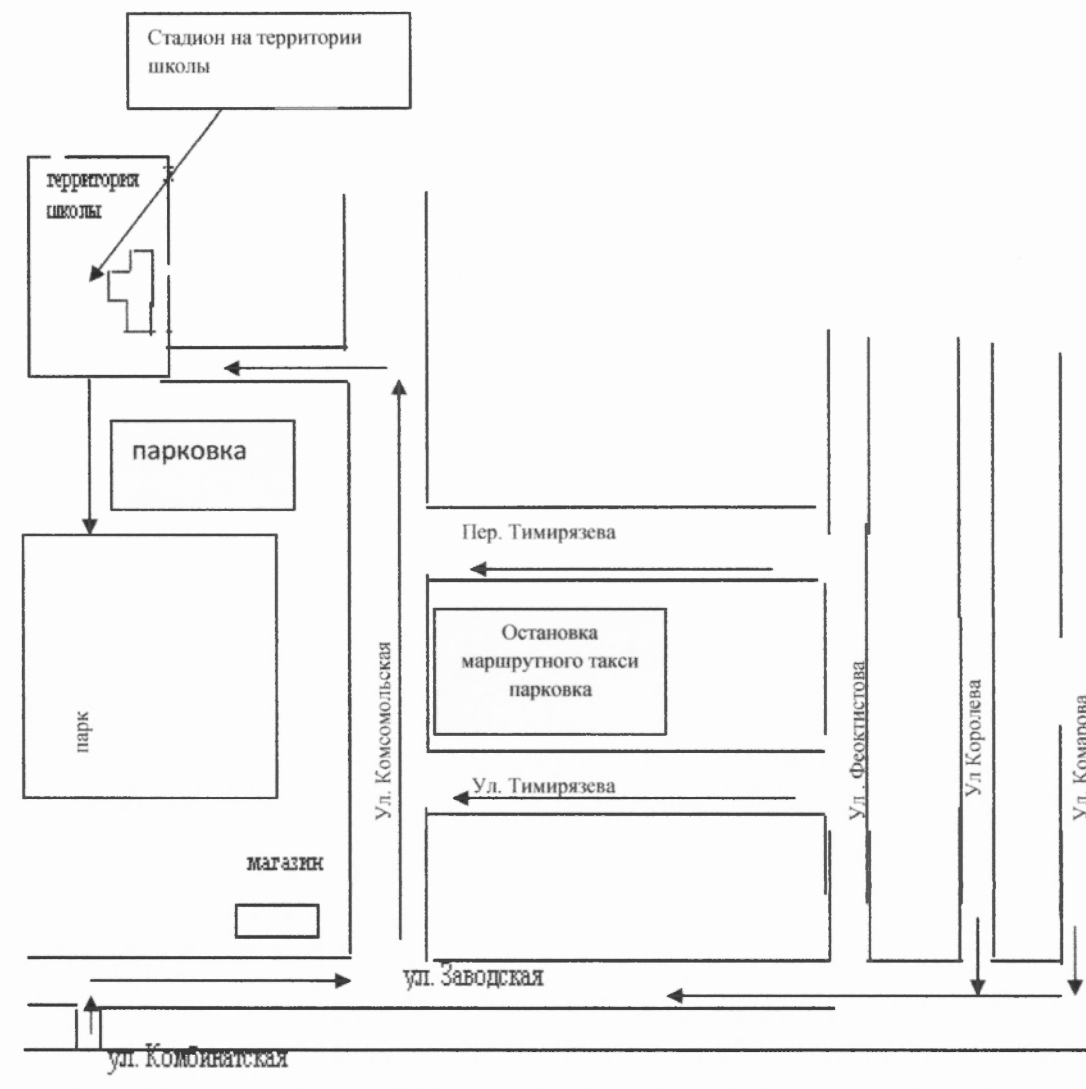 Стадион на территории
школы
территория
школы
парковка
Пер. Тимирязева
Остановка
маршрутного такси
парковка
Ул. Комсомольская
парк
Ул. Тимирязева
Ул . Феоктистова
Ул Королева
Ул. Комарова
магазин
ул. Заводская
ул. Комбинатская